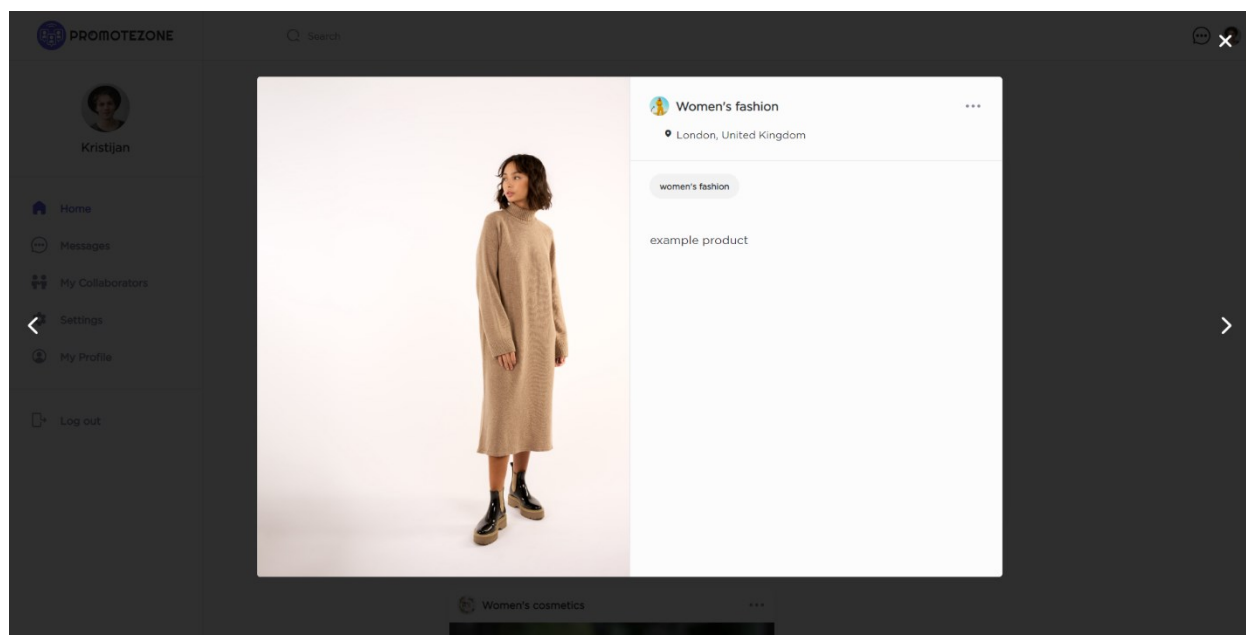 PROMOTEZONE
Search
Kristijan
Home
Messages
My Collaborators
Settings
My Profile
Log out
Women's fashion
London, United Kingdom
women's fashion
example product
Women's cosmetics